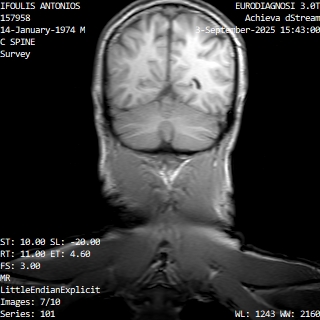 IFOULIS ANTONIOS
157958
14-January-1974 M
C SPINE
Survey
EURODIAGNOSI 3.0T
Achieva dStream
3-September-2025 15:43:00
ST: 10.00 SL: -20.00
RT: 11.00 ET: 4.60
FS: 3.00
MR
LittleEndianExplicit
Images: 7/10
Series: 101
WL: 1243 WW: 2160